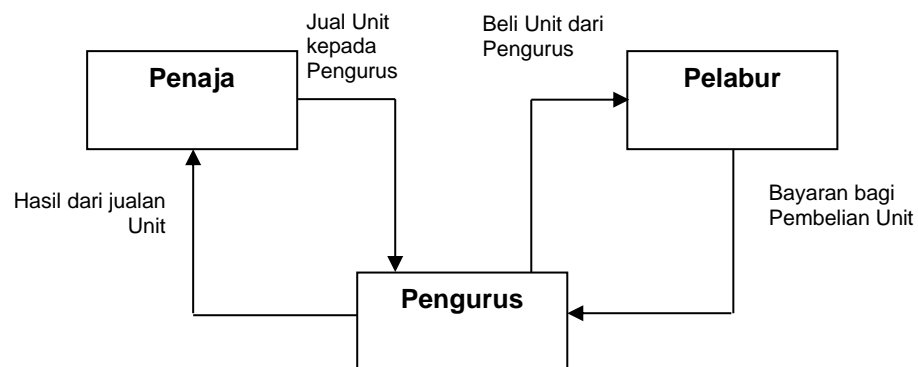 Jual Unit
kepada
Pengurus
Beli Unit dari
Pengurus
Penaja
Pelabur
Hasil dari jualan
Unit
Bayaran bagi
Pembelian Unit
Pengurus